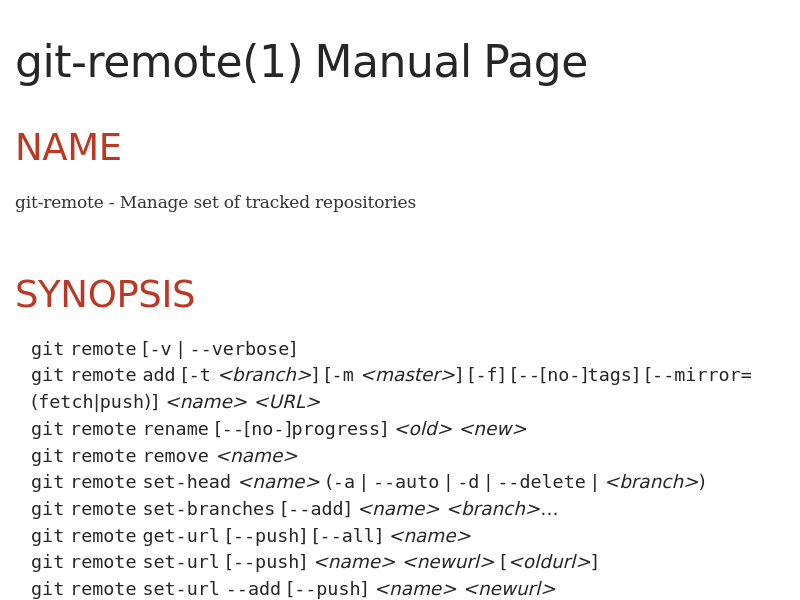 git-remote(1) Manual Page
NAME
git-remote - Manage set of tracked repositories
SYNOPSIS
git remote [-v | --verbose]
git remote add [-t <branch>] [-m <master>] [-f] [--[no-]tags] [--mirror=
(fetch|push)] <name> <URL>
git remote rename [--[no-]progress] <old> <new>
git remote remove <name>
git remote set-head <name> (-a | --auto | -d | --delete | <branch>)
git remote set-branches [--add] <name> <branch>…
git remote get-url [--push] [--all] <name>
git remote set-url [--push] <name> <newurl> [<oldurl>]
git remote set-url --add [--push] <name> <newurl>